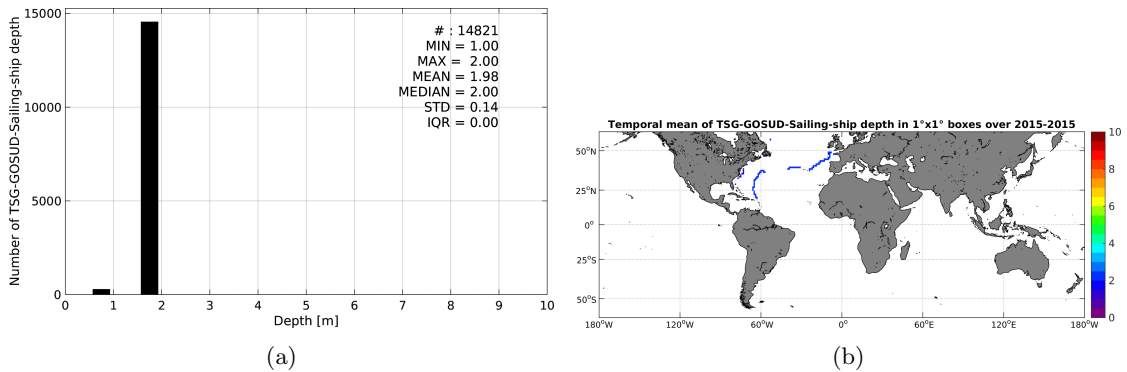 15000
10000
5000
0
Number of TSG-GOSUD-Sailing-ship depth
# : 14821
MIN = 1.00
MAX = 2.00
MEAN = 1.98
MEDIAN = 2.00
STD = 0.14
IQR = 0.00
0 1 2 3 4 5 6 7 8 9 10
Depth [m]
(a)
Temporal mean of TSG-GOSUD-Sailing-ship depth in 1°x1° boxes over 2015-2015
50°N
25°N
0°
25°S
50°S
180°W 120°W 60°W 0° 60°E 120°E 180°W
10
8
6
4
2
0
(b)